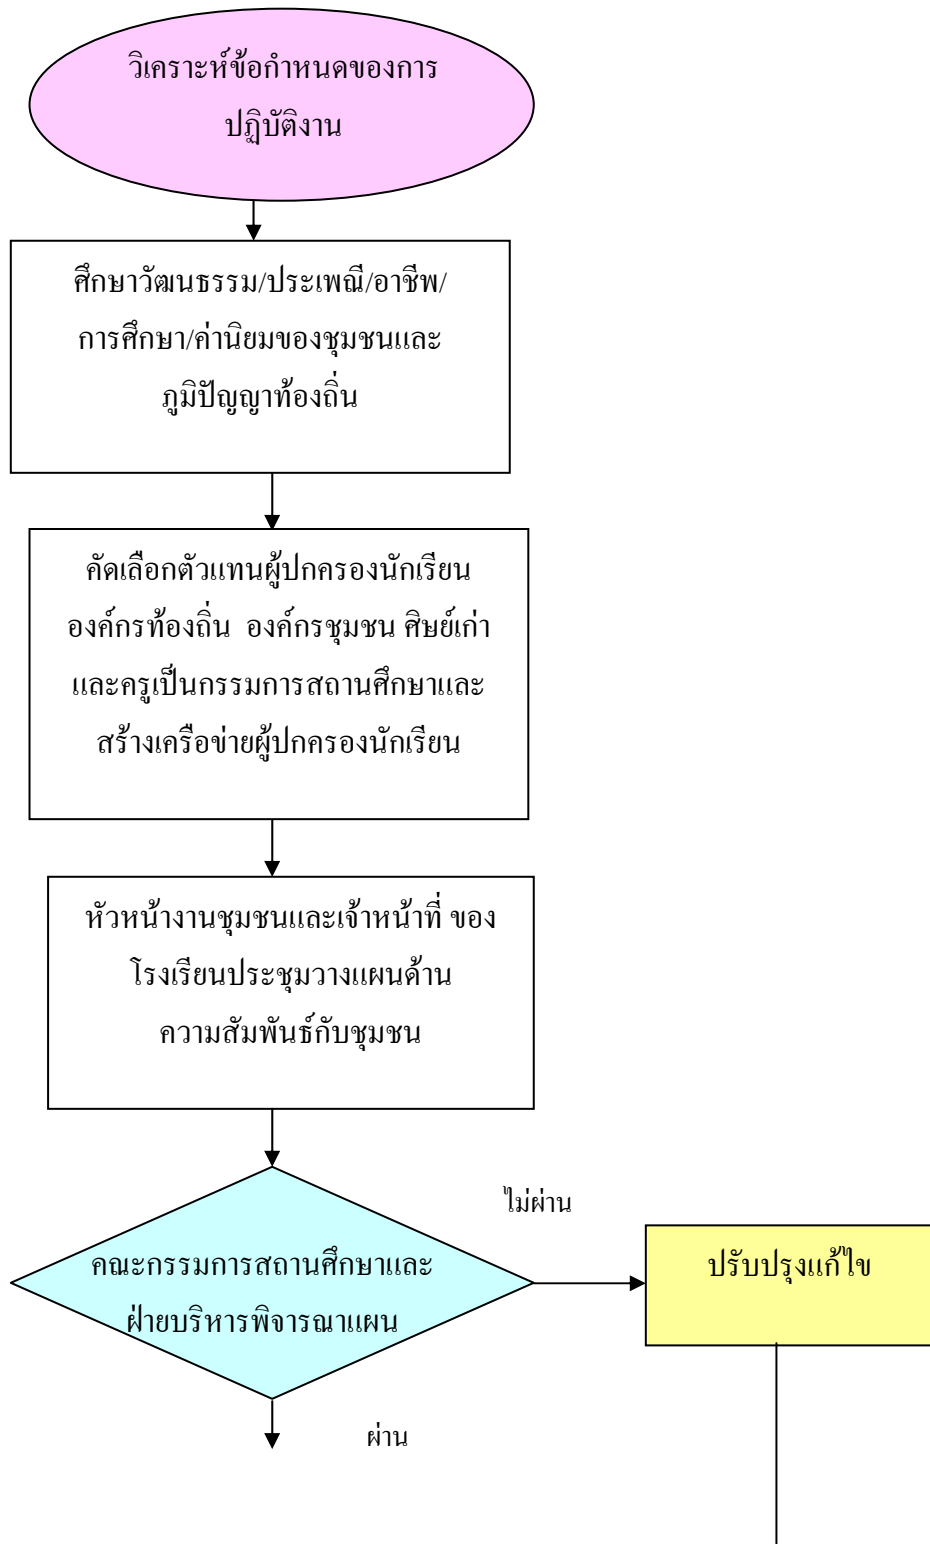 วิเคราะห์ข้อกำหนดของการ
ปฏิบัติงาน
ศึกษาวัฒนธรรม/ประเพณี/อาชีพ/
การศึกษา/ค่านิยมของชุมชนและ
ภูมิปัญญาท้องถิ่น
คัดเลือกตัวแทนผู้ปกครองนักเรียน
องค์กรท้องถิ่น องค์กรชุมชน ศิษย์เก่า
และครูเป็นกรรมการสถานศึกษาและ
สร้างเครือข่ายผู้ปกครองนักเรียน
หัวหน้างานชุมชนและเจ้าหน้าที่ ของ
โรงเรียนประชุมวางแผนด้าน
ความสัมพันธ์กับชุมชน
ไม่ผ่าน
คณะกรรมการสถานศึกษาและ
ฝ่ายบริหารพิจารณาแผน
ปรับปรุงแก้ไข
ผ่าน